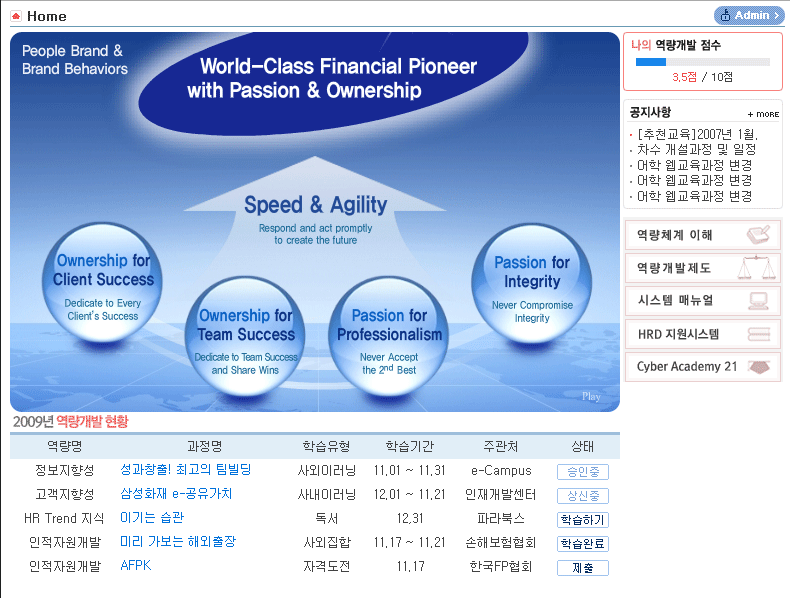 Home
Admin
People Brand &
Brand Behaviors
World-Class Financial Pioneer
with Passion & Ownership
Speed & Agility
Respond and act promptly
to create the future
Ownership for
Client Success
Dedicate to Every
Client's Success
Ownership for
Team Success
Dedicate to Team Success
and Share Wins
Passion for
Professionalism
Never Accept
the 2nd Best
Passion for
Integrity
Never Compromise
Integrity
Play
나의 역량개발 점수
3.5점 / 10점
공지사항 + MORE
[추천교육]2007년 1월,
차수 개설과정 및 일정
어학 웹교육과정 변경
어학 웹교육과정 변경
어학 웹교육과정 변경
역량체계 이해
역량개발제도
시스템 매뉴얼
HRD 지원시스템
Cyber Academy 21
2009년 역량개발 현황
역량명 과정명 학습유형 학습기간 주관처 상태
정보지향성 성과창출! 최고의 팀빌딩 사외이러닝 11.01 ~ 11.31 e-Campus 승인중
고객지향성 삼성화재 e-공유가치 사내이러닝 12.01 ~ 11.21 인재개발센터 상신중
HR Trend 지식 이기는 습관 독서 12.31 파라북스 학습하기
인적자원개발 미리 가보는 해외출장 사외집합 11.17 ~ 11.21 손해보험협회 학습완료
인적자원개발 AFPK 자격도전 11.17 한국FP협회 제출